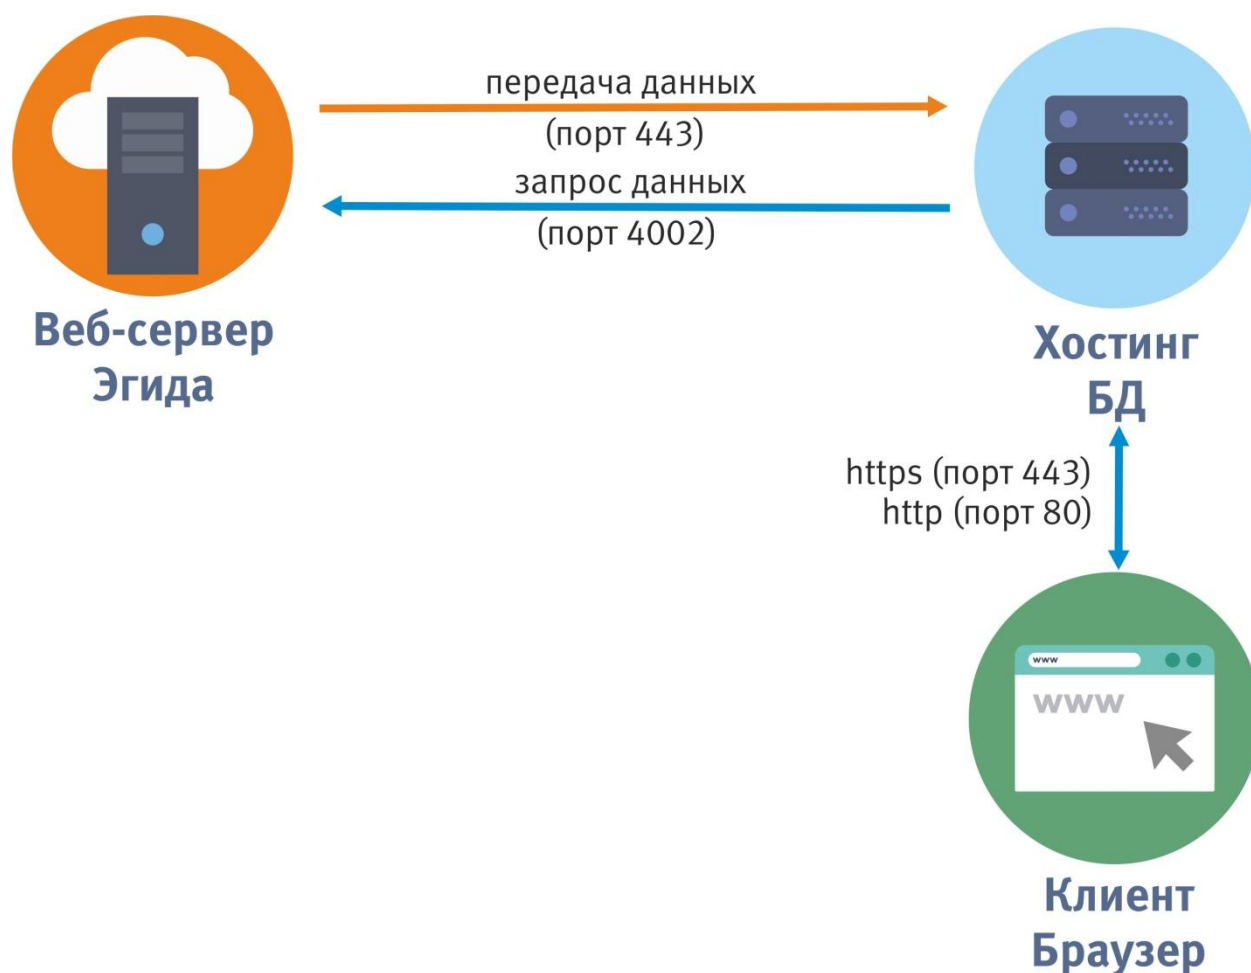 передача данных
(порт 443)
запрос данных
(порт 4002)
Веб-сервер
Эгида
Хостинг
БД
https (порт 443)
http (порт 80)
www
www
Клиент
Браузер